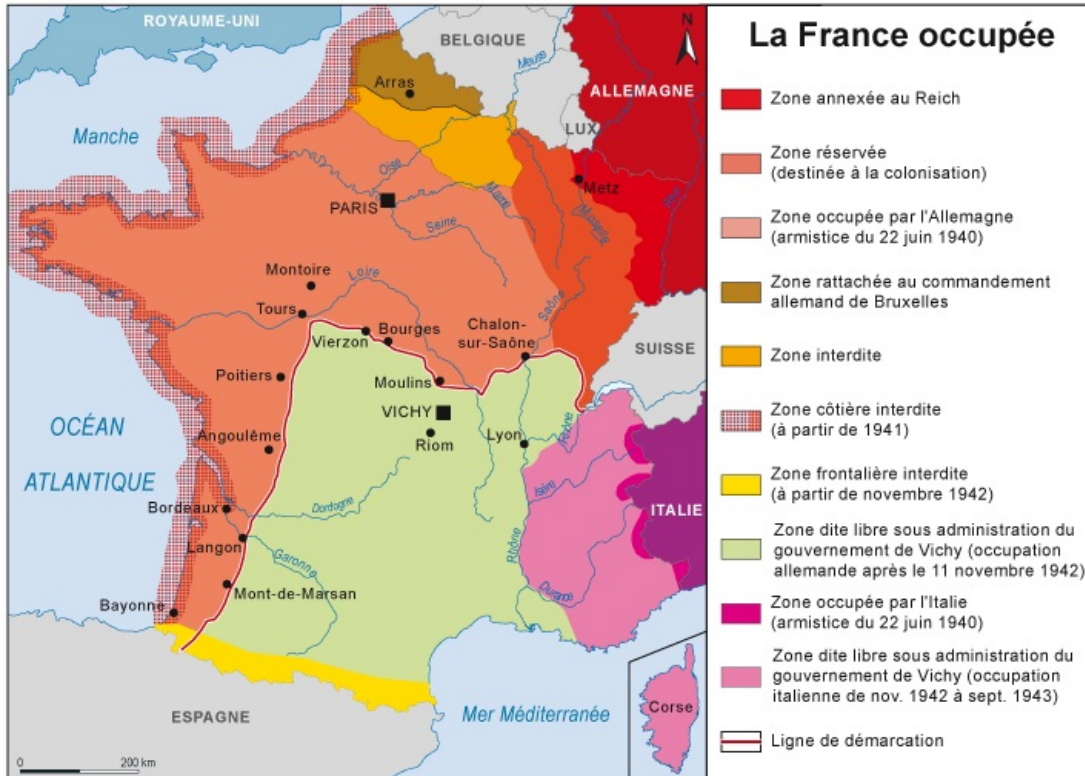 ROYAUME-UNI
BELGIQUE
N
Meuse
La France occupée
Arras
ALLEMAGNE
LUX
Manche
Oise
Metz
Rhin
PARIS
Marne
Moselle
Seine
Montoire
Loire
Saône
Tours
Bourges
Chalon-
sur-Saône
Vierzon
SUISSE
Poitiers
Moulins
VICHY
Riom
Lyon
Rhône
OCÉAN
ATLANTIQUE
Angoulême
Isère
Bordeaux
Dordogne
ITALIE
Langon
Rhône
Garonne
Mont-de-Marsan
Durance
Bayonne
ESPAGNE
Mer Méditerranée
Corse
0 200 km
Zone annexée au Reich
Zone réservée
(destinée à la colonisation)
Zone occupée par l'Allemagne
(armistice du 22 juin 1940)
Zone rattachée au commandement
allemand de Bruxelles
Zone interdite
Zone côtière interdite
(à partir de 1941)
Zone frontalière interdite
(à partir de novembre 1942)
Zone dite libre sous administration du
gouvernement de Vichy (occupation
allemande après le 11 novembre 1942)
Zone occupée par l'Italie
(armistice du 22 juin 1940)
Zone dite libre sous administration du
gouvernement de Vichy (occupation
italienne de nov. 1942 à sept. 1943)
Ligne de démarcation